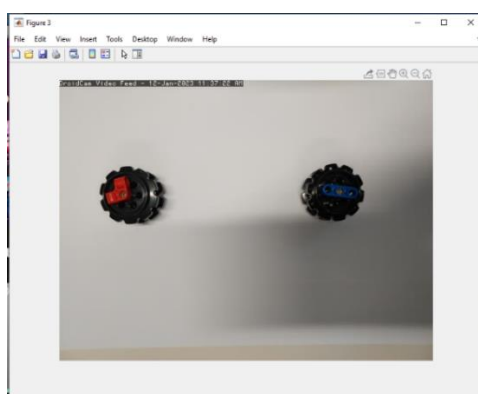 Figure 3
File Edit View Insert Tools Desktop Window Help
DroidCam Video Feed - 12-Jan-2023 11:37:22 AM